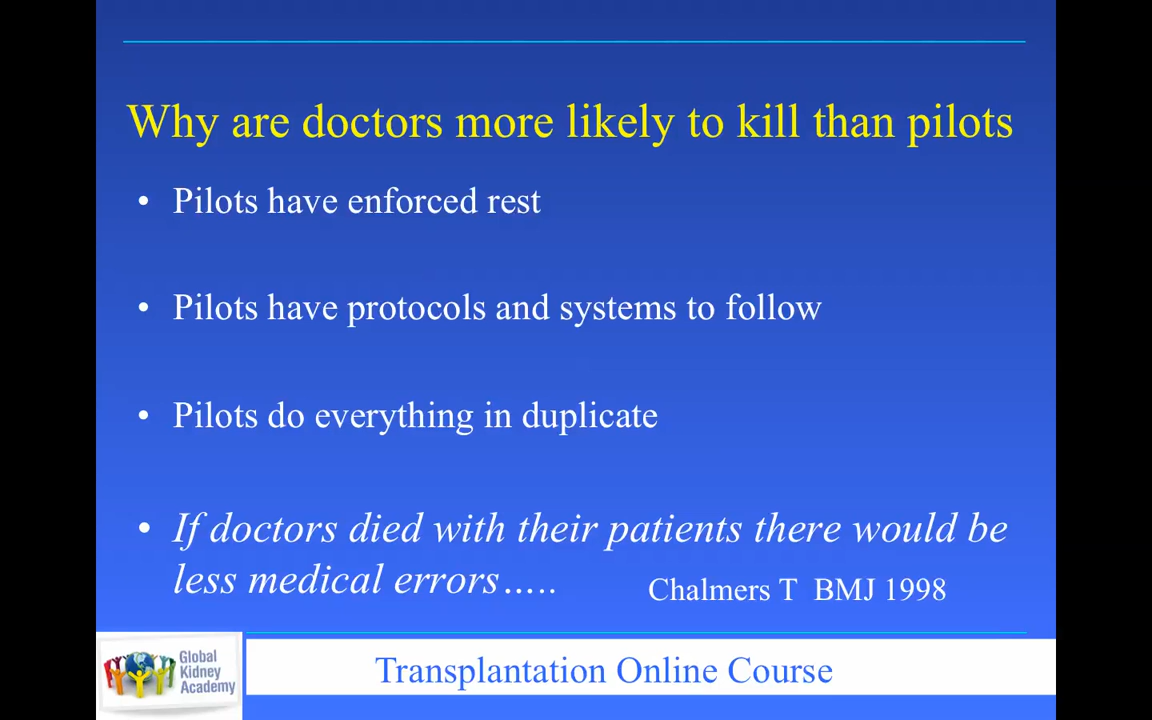 Why are doctors more likely to kill than pilots
• Pilots have enforced rest
• Pilots have protocols and systems to follow
• Pilots do everything in duplicate
• If doctors died with their patients there would be
less medical errors.….. Chalmers T BMJ 1998
Global
Kidney
Academy
Transplantation Online Course